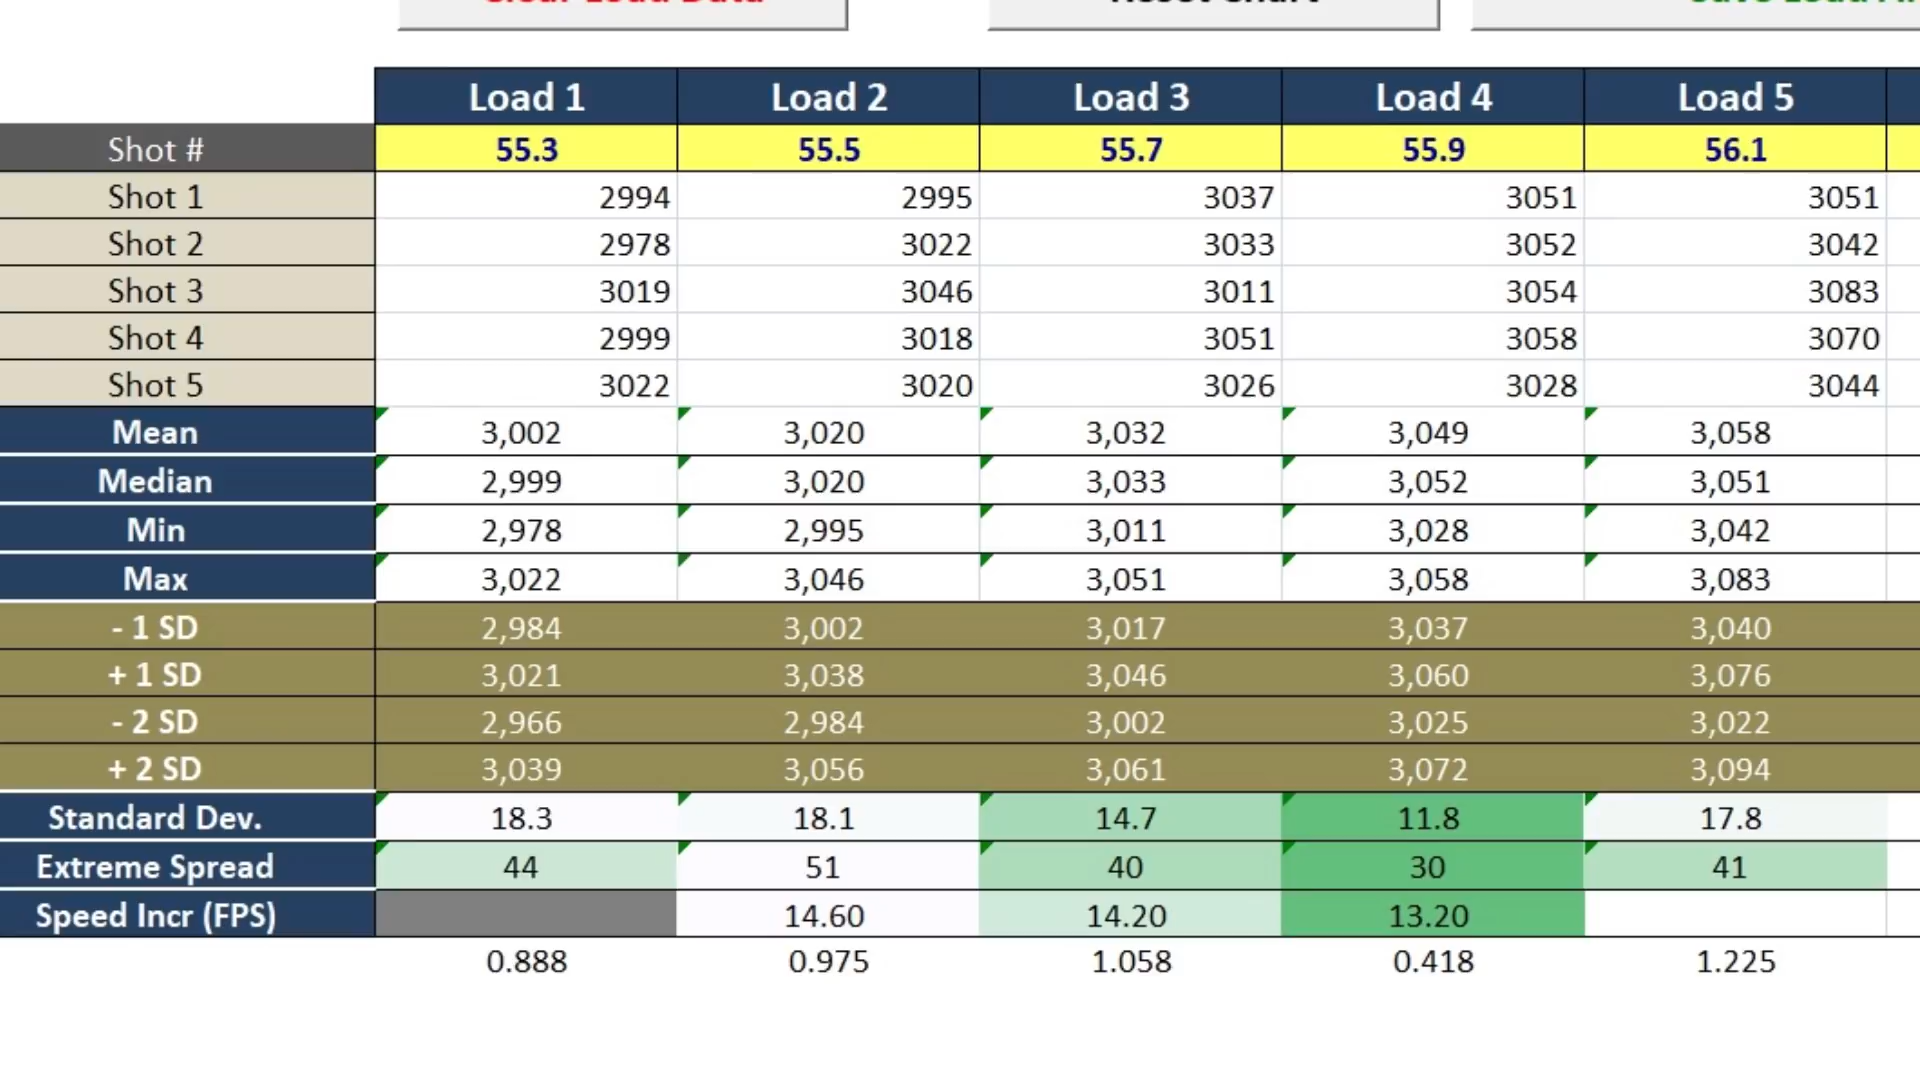 Clear Load Data Reset Chart Save Load
Load 1 Load 2 Load 3 Load 4 Load 5
Shot # 55.3 55.5 55.7 55.9 56.1
Shot 1 2994 2995 3037 3051 3051
Shot 2 2978 3022 3033 3052 3042
Shot 3 3019 3046 3011 3054 3083
Shot 4 2999 3018 3051 3058 3070
Shot 5 3022 3020 3026 3028 3044
Mean 3,002 3,020 3,032 3,049 3,058
Median 2,999 3,020 3,033 3,052 3,051
Min 2,978 2,995 3,011 3,028 3,042
Max 3,022 3,046 3,051 3,058 3,083
- 1 SD 2,984 3,002 3,017 3,037 3,040
+ 1 SD 3,021 3,038 3,046 3,060 3,076
- 2 SD 2,966 2,984 3,002 3,025 3,022
+ 2 SD 3,039 3,056 3,061 3,072 3,094
Standard Dev. 18.3 18.1 14.7 11.8 17.8
Extreme Spread 44 51 40 30 41
Speed Incr (FPS) 14.60 14.20 13.20
0.888 0.975 1.058 0.418 1.225